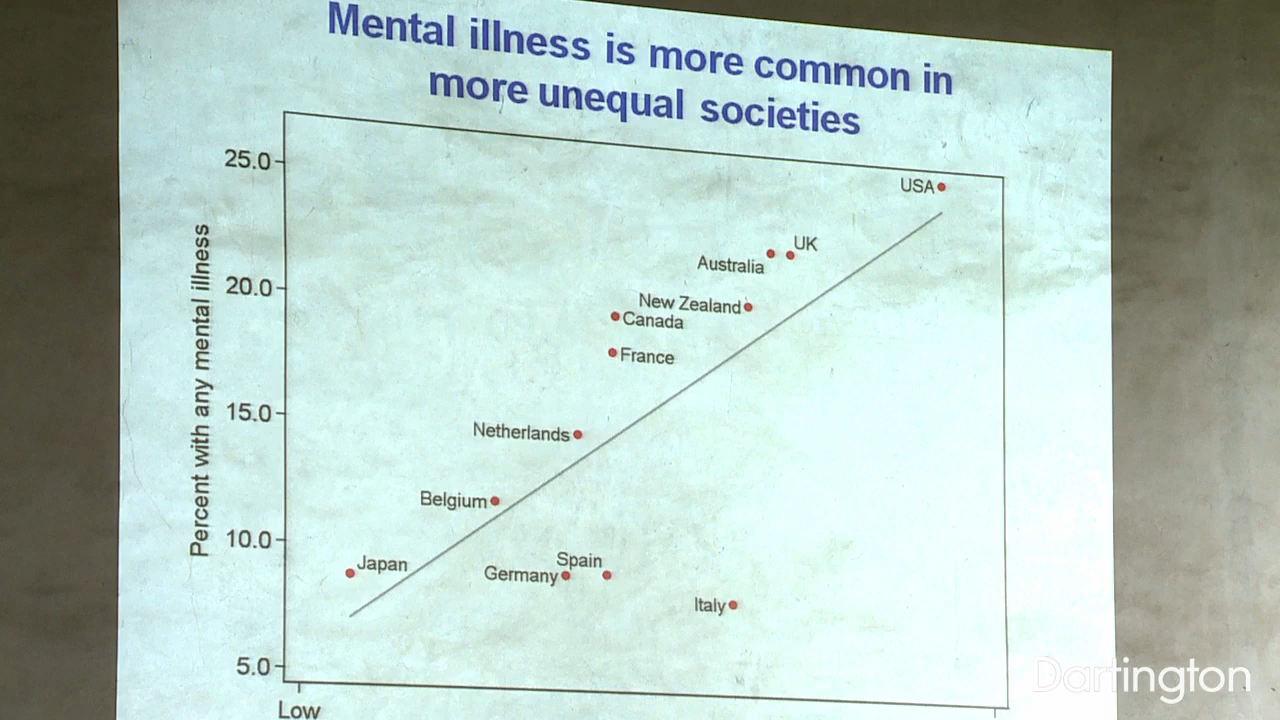 Mental illness is more common in
more unequal societies
25.0
USA
UK
Australia
Percent with any mental illness
20.0
New Zealand
Canada
France
15.0
Netherlands
Belgium
10.0
Japan
Spain
Germany
Italy
5.0
Low
Dartington